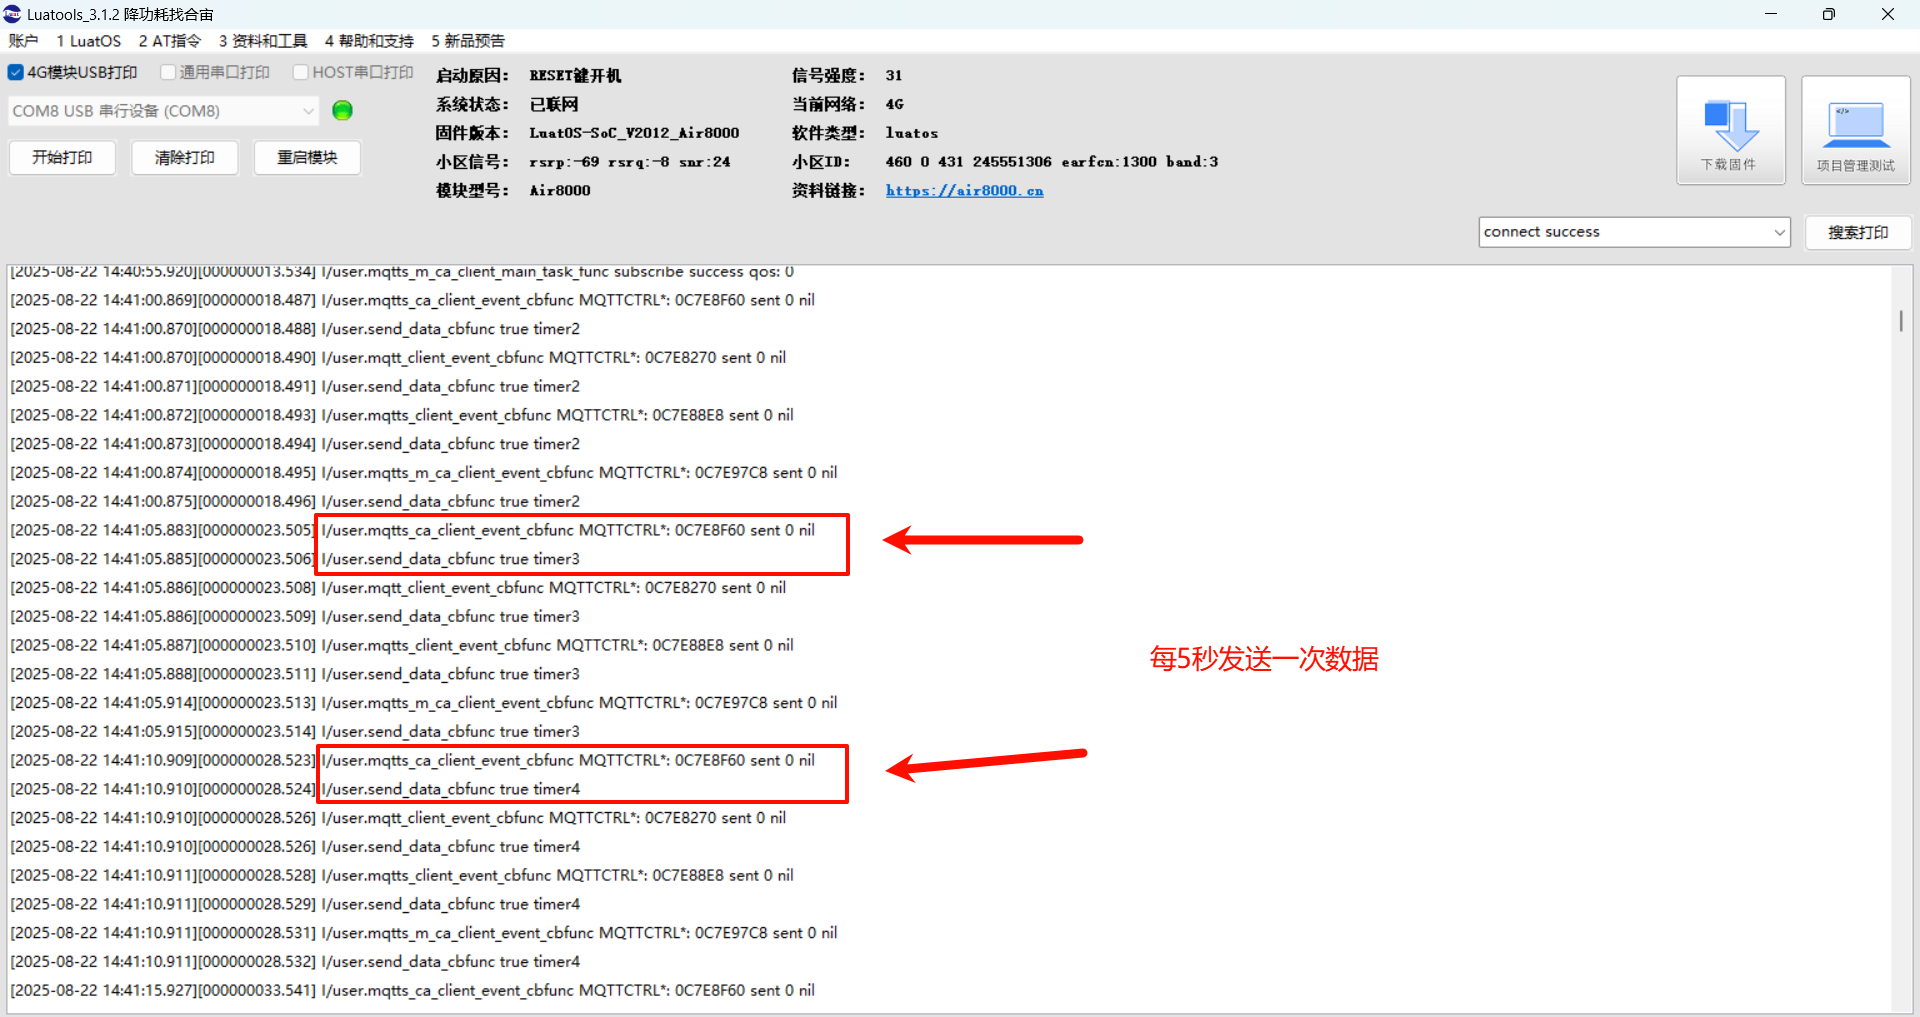 Luatools_3.1.2 降功耗找合宙
账户 1 LuatOS 2 AT指令 3 资料和工具 4 帮助和支持 5 新品预告
4G模块USB打印 通用串口打印 HOST串口打印
COM8 USB 串行设备 (COM8)
开始打印 清除打印 重启模块
启动原因： RESET键开机 信号强度： 31
系统状态： 已联网 当前网络： 4G
固件版本： LuatOS-SoC_V2012_Air8000 软件类型： luatos
小区信号： rsrp:-69 rsrq:-8 snr:24 小区ID： 460 0 431 245551306 earfcn:1300 band:3
模块型号： Air8000 资料链接： https://air8000.cn
下载固件 项目管理测试
connect success 搜索打印
[2025-08-22 14:40:55.920][000000013.534] I/user.mqtts_m_ca_client_main_task_func subscribe success qos: 0
[2025-08-22 14:41:00.869][000000018.487] I/user.mqtts_ca_client_event_cbfunc MQTTCTRL*: 0C7E8F60 sent 0 nil
[2025-08-22 14:41:00.870][000000018.488] I/user.send_data_cbfunc true timer2
[2025-08-22 14:41:00.870][000000018.490] I/user.mqtt_client_event_cbfunc MQTTCTRL*: 0C7E8270 sent 0 nil
[2025-08-22 14:41:00.871][000000018.491] I/user.send_data_cbfunc true timer2
[2025-08-22 14:41:00.872][000000018.493] I/user.mqtts_client_event_cbfunc MQTTCTRL*: 0C7E88E8 sent 0 nil
[2025-08-22 14:41:00.873][000000018.494] I/user.send_data_cbfunc true timer2
[2025-08-22 14:41:00.874][000000018.495] I/user.mqtts_m_ca_client_event_cbfunc MQTTCTRL*: 0C7E97C8 sent 0 nil
[2025-08-22 14:41:00.875][000000018.496] I/user.send_data_cbfunc true timer2
[2025-08-22 14:41:05.883][000000023.505] I/user.mqtts_ca_client_event_cbfunc MQTTCTRL*: 0C7E8F60 sent 0 nil
[2025-08-22 14:41:05.885][000000023.506] I/user.send_data_cbfunc true timer3
[2025-08-22 14:41:05.886][000000023.508] I/user.mqtt_client_event_cbfunc MQTTCTRL*: 0C7E8270 sent 0 nil
[2025-08-22 14:41:05.886][000000023.509] I/user.send_data_cbfunc true timer3
[2025-08-22 14:41:05.887][000000023.510] I/user.mqtts_client_event_cbfunc MQTTCTRL*: 0C7E88E8 sent 0 nil
每5秒发送一次数据
[2025-08-22 14:41:05.888][000000023.511] I/user.send_data_cbfunc true timer3
[2025-08-22 14:41:05.914][000000023.513] I/user.mqtts_m_ca_client_event_cbfunc MQTTCTRL*: 0C7E97C8 sent 0 nil
[2025-08-22 14:41:05.915][000000023.514] I/user.send_data_cbfunc true timer3
[2025-08-22 14:41:10.909][000000028.523] I/user.mqtts_ca_client_event_cbfunc MQTTCTRL*: 0C7E8F60 sent 0 nil
[2025-08-22 14:41:10.910][000000028.524] I/user.send_data_cbfunc true timer4
[2025-08-22 14:41:10.910][000000028.526] I/user.mqtt_client_event_cbfunc MQTTCTRL*: 0C7E8270 sent 0 nil
[2025-08-22 14:41:10.910][000000028.526] I/user.send_data_cbfunc true timer4
[2025-08-22 14:41:10.911][000000028.528] I/user.mqtts_client_event_cbfunc MQTTCTRL*: 0C7E88E8 sent 0 nil
[2025-08-22 14:41:10.911][000000028.529] I/user.send_data_cbfunc true timer4
[2025-08-22 14:41:10.911][000000028.531] I/user.mqtts_m_ca_client_event_cbfunc MQTTCTRL*: 0C7E97C8 sent 0 nil
[2025-08-22 14:41:10.911][000000028.532] I/user.send_data_cbfunc true timer4
[2025-08-22 14:41:15.927][000000033.541] I/user.mqtts_ca_client_event_cbfunc MQTTCTRL*: 0C7E8F60 sent 0 nil